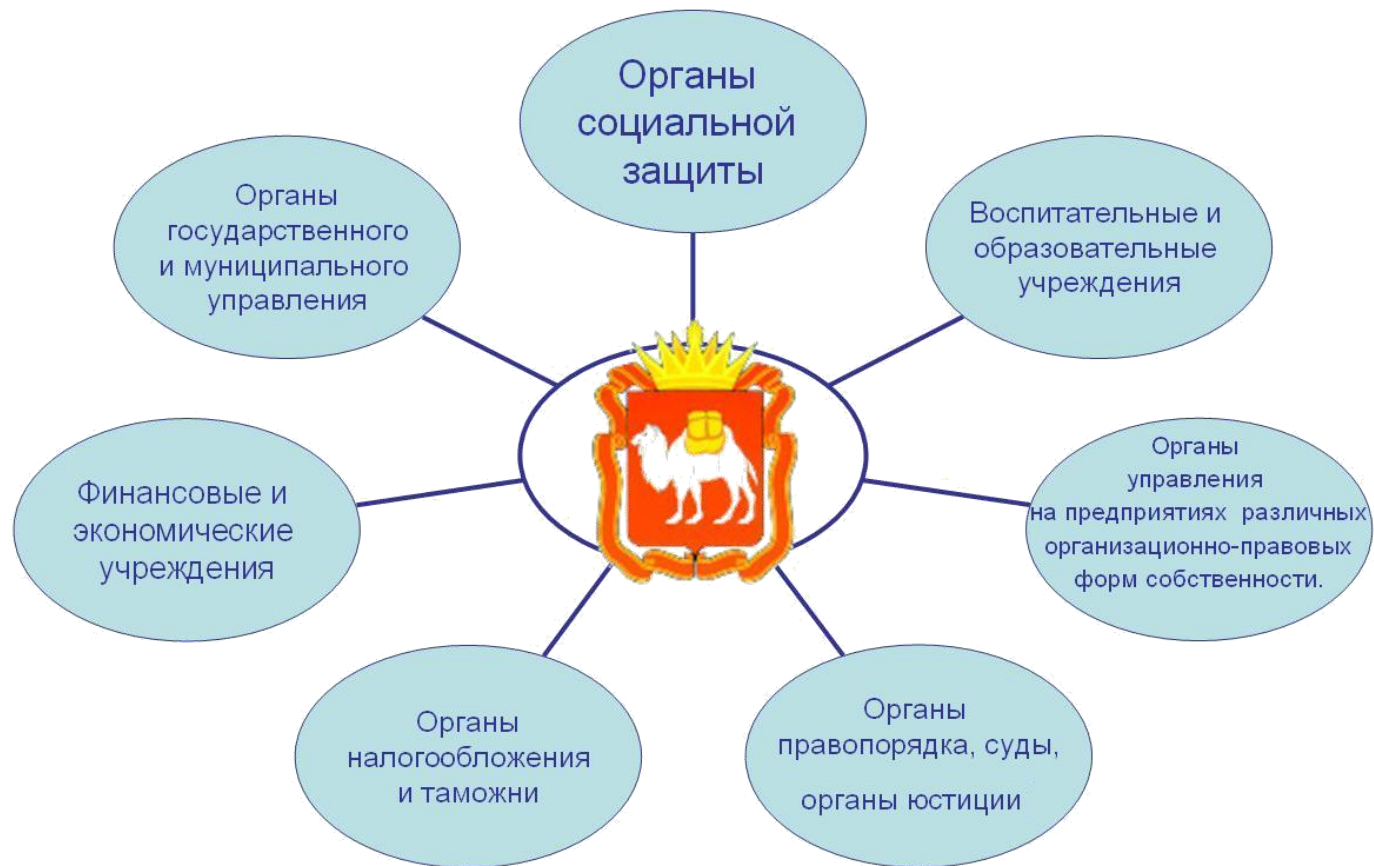 Органы
социальной
защиты
Органы
государственного
и муниципального
управления
Воспитательные и
образовательные
учреждения
Финансовые и
экономические
учреждения
Органы
управления
на предприятиях различных
организационно-правовых
форм собственности.
Органы
налогообложения
и таможни
Органы
правопорядка, суды,
органы юстиции